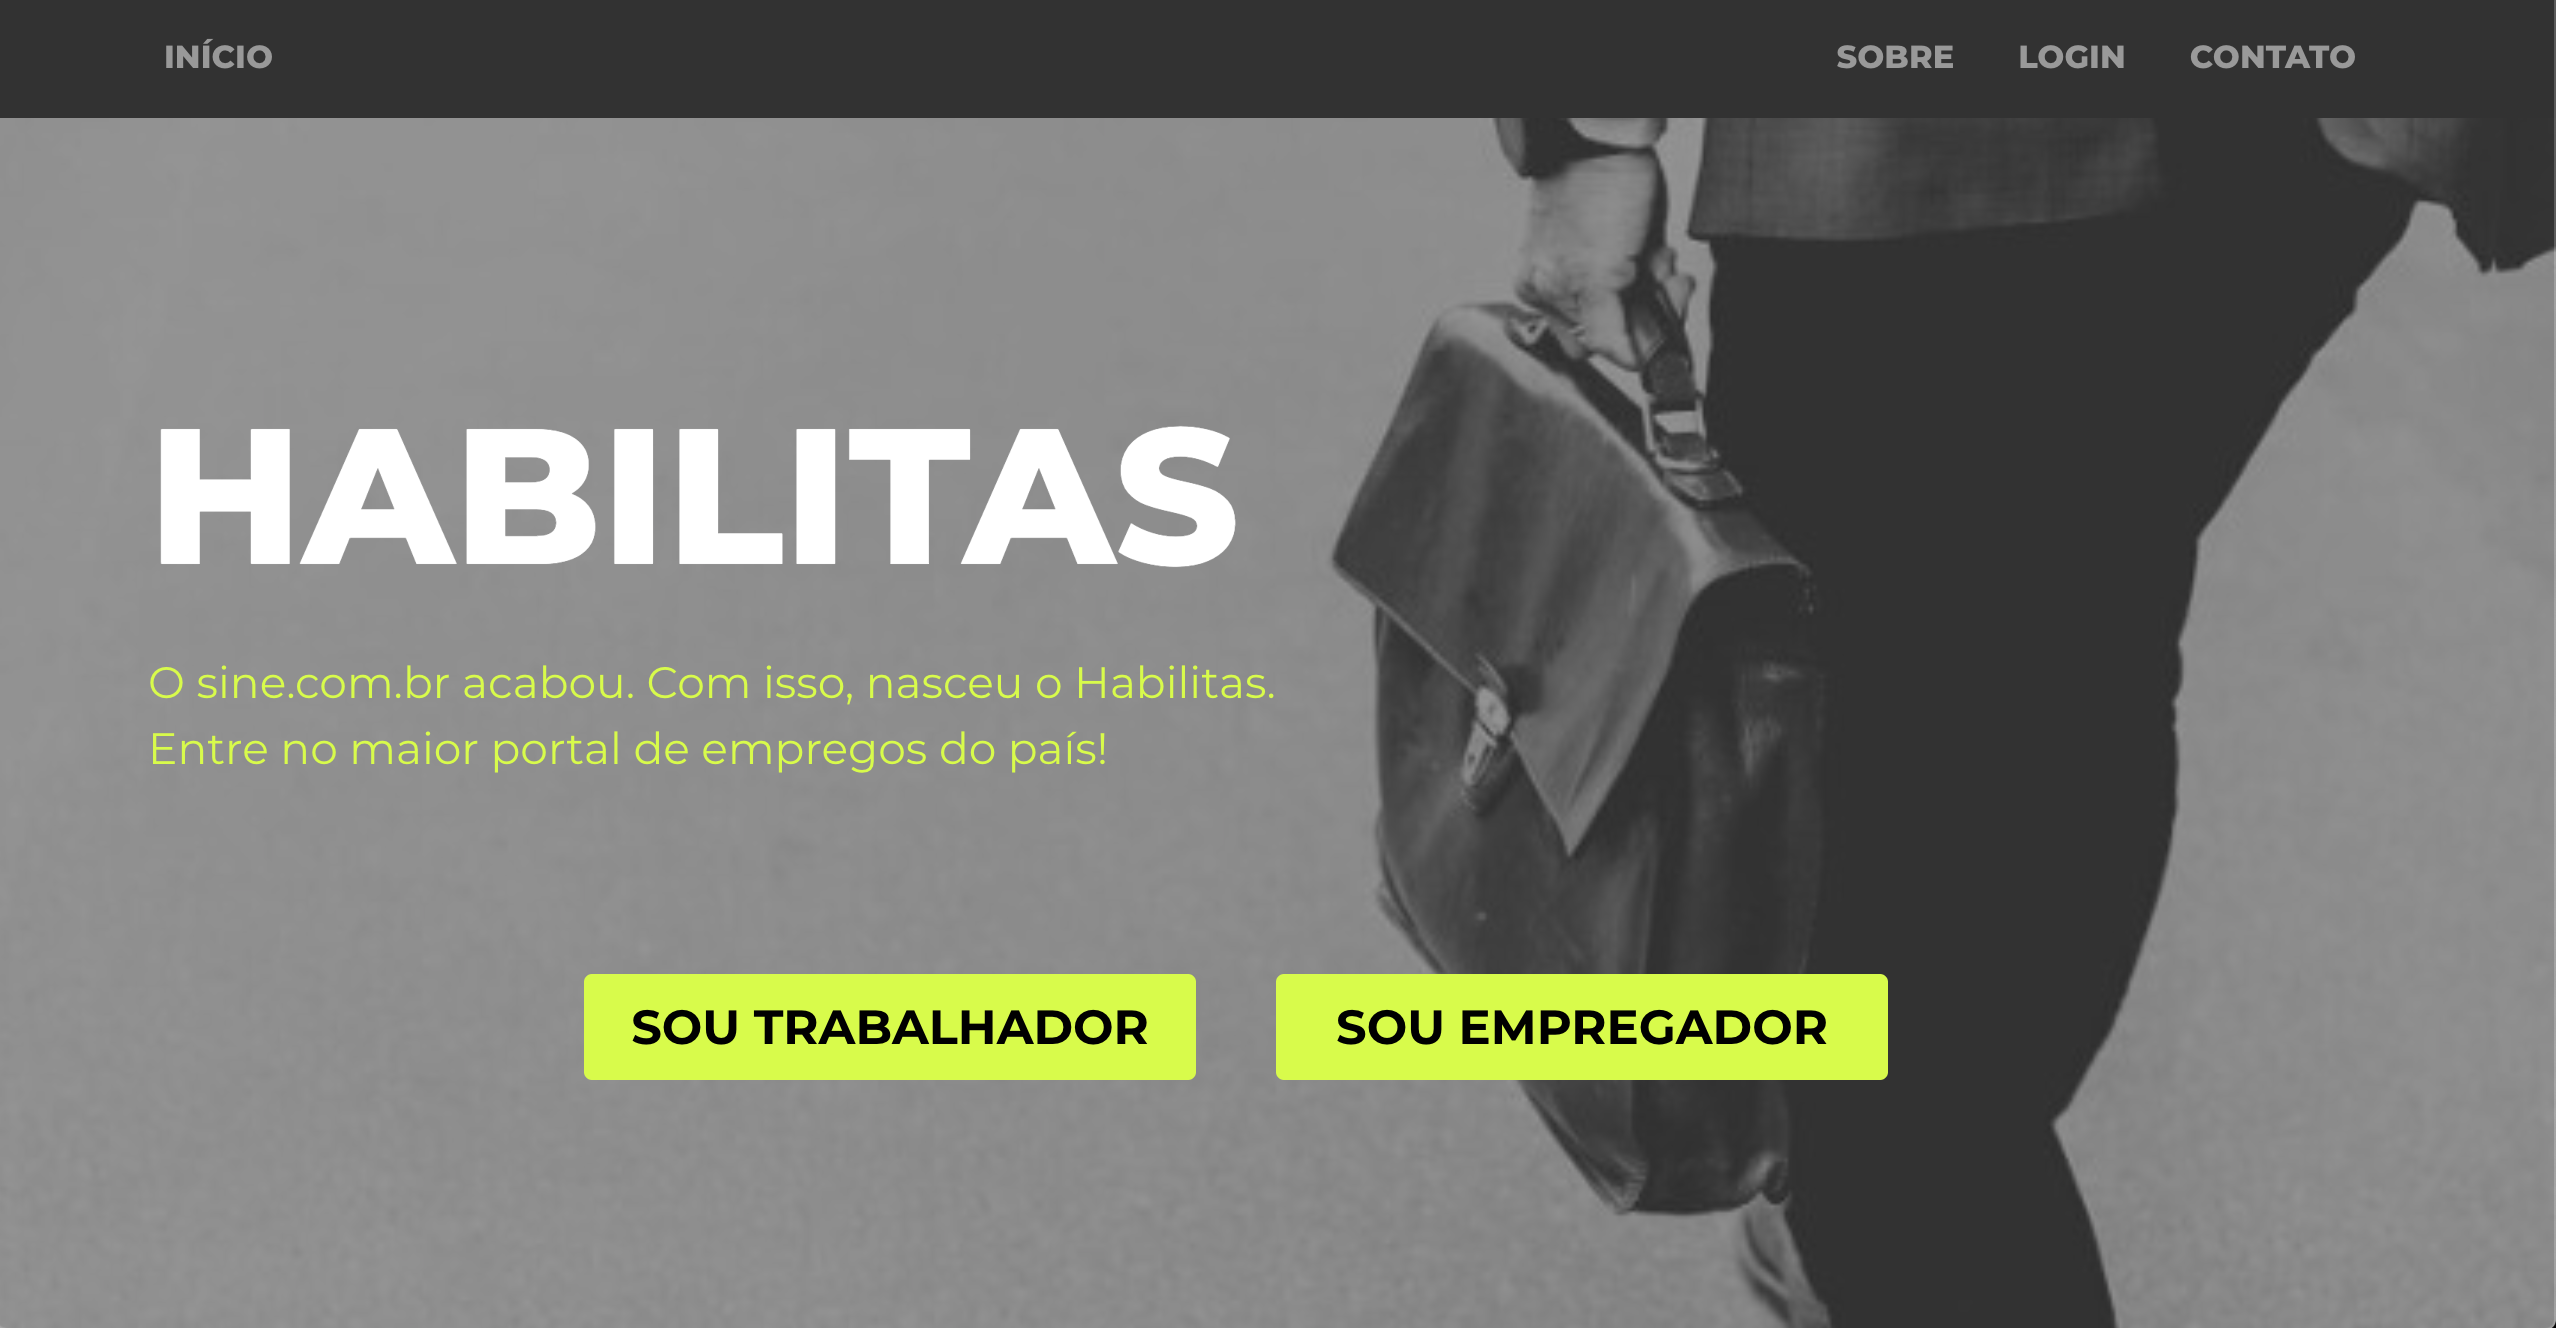 INÍCIO
SOBRE LOGIN CONTATO
HABILITAS
O sine.com.br acabou. Com isso, nasceu o Habilitas.
Entre no maior portal de empregos do país!
SOU TRABALHADOR
SOU EMPREGADOR